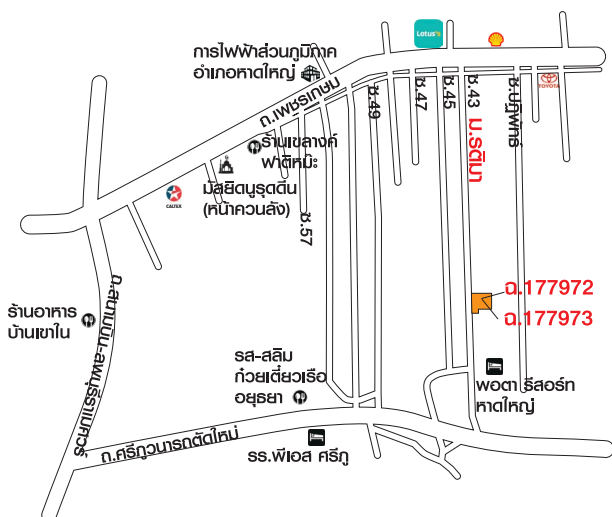 Lotus's
การไฟฟ้าส่วนภูมิภาค
อำเภอหาดใหญ่
ถ.เพชรเกษม
ซ.49
ซ.47
ซ.45
ซ.43
ซ.ปฏิพัทธ์
TOYOTA
ม.รติมา
ร้านเชลางค์
ฟาติหม๊ะ
มัสยิดนูรุดดีน
(หน้าควนลัง)
CALTEX
ซ.57
ฉ.177972
ฉ.177973
ร้านอาหาร
บ้านเขาใน
ถ.สนามบิน-ลพบุรีราเมศวร์
รส-สลิม
ก๋วยเตี๋ยวเรือ
อยุธยา
พอตา รีสอร์ท
หาดใหญ่
ถ.ศรีภูวนารถตัดใหม่
รร.พีเอส ศรีภู